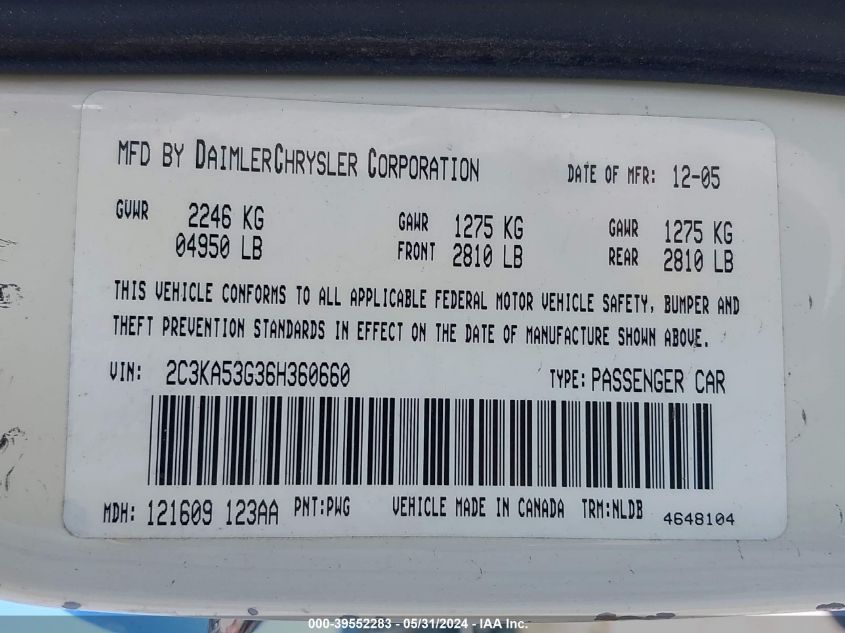 MFD BY DAIMLERCHRYSLER CORPORATION DATE OF MFR: 12-05
GVWR 2246 KG GAWR 1275 KG GAWR 1275 KG
04950 LB FRONT 2810 LB REAR 2810 LB
THIS VEHICLE CONFORMS TO ALL APPLICABLE FEDERAL MOTOR VEHICLE SAFETY, BUMPER AND
THEFT PREVENTION STANDARDS IN EFFECT ON THE DATE OF MANUFACTURE SHOWN ABOVE.
VIN: 2C3KA53G36H360660 TYPE: PASSENGER CAR
MDH: 121609 123AA PNT:PWG VEHICLE MADE IN CANADA TRM:NLDB 4648104
000-39552283 - 05/31/2024 - IAA Inc.